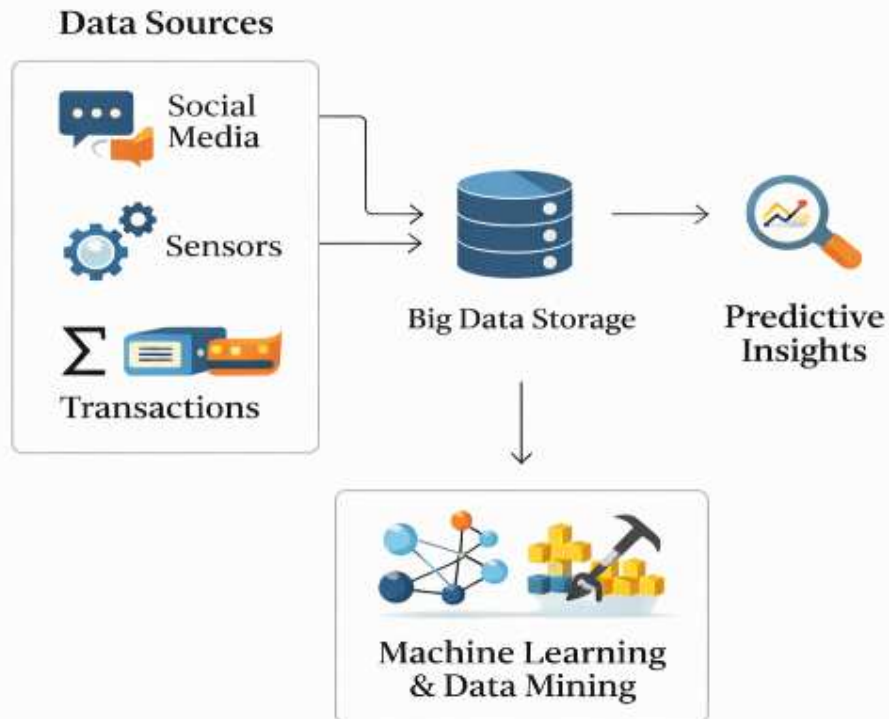 Data Sources
Social
Media
Sensors
Σ
Transactions
Big Data Storage
Predictive
Insights
Machine Learning
& Data Mining